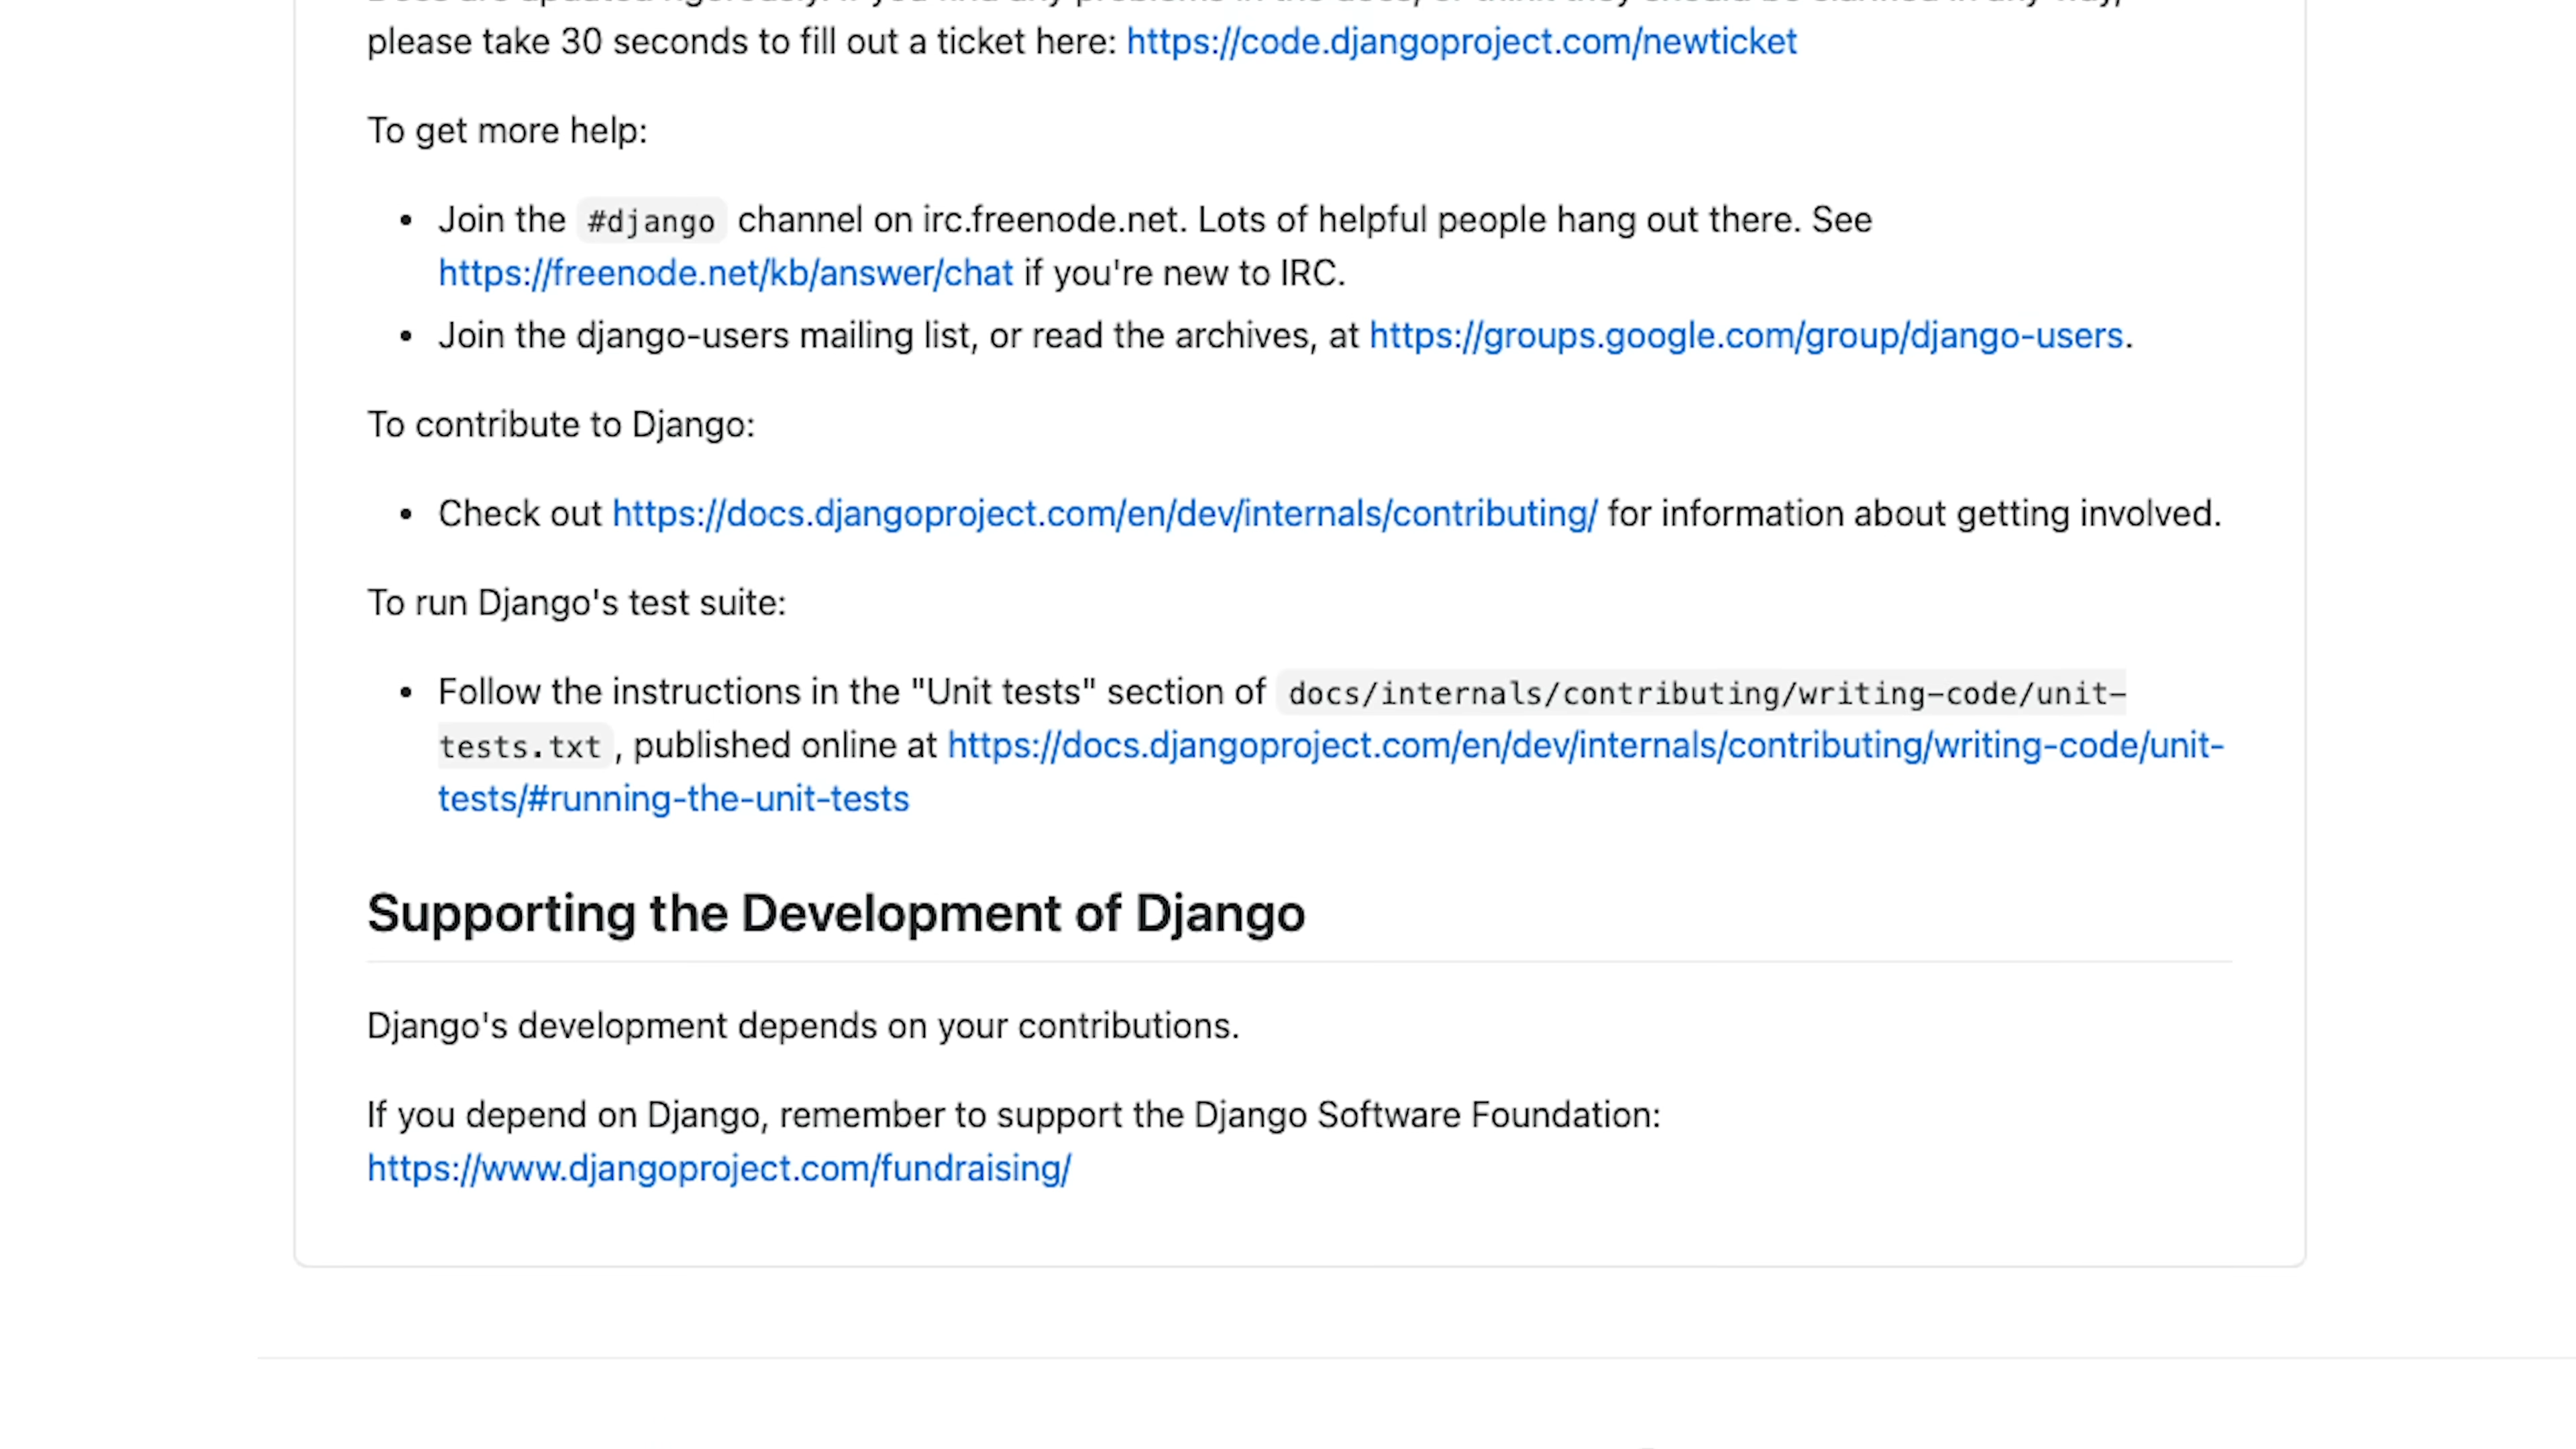 please take 30 seconds to fill out a ticket here: https://code.djangoproject.com/newticket
To get more help:
• Join the #django channel on irc.freenode.net. Lots of helpful people hang out there. See
https://freenode.net/kb/answer/chat if you're new to IRC.
• Join the django-users mailing list, or read the archives, at https://groups.google.com/group/django-users.
To contribute to Django:
• Check out https://docs.djangoproject.com/en/dev/internals/contributing/ for information about getting involved.
To run Django's test suite:
• Follow the instructions in the "Unit tests" section of docs/internals/contributing/writing-code/unit-
tests.txt, published online at https://docs.djangoproject.com/en/dev/internals/contributing/writing-code/unit-
tests/#running-the-unit-tests
Supporting the Development of Django
Django's development depends on your contributions.
If you depend on Django, remember to support the Django Software Foundation:
https://www.djangoproject.com/fundraising/